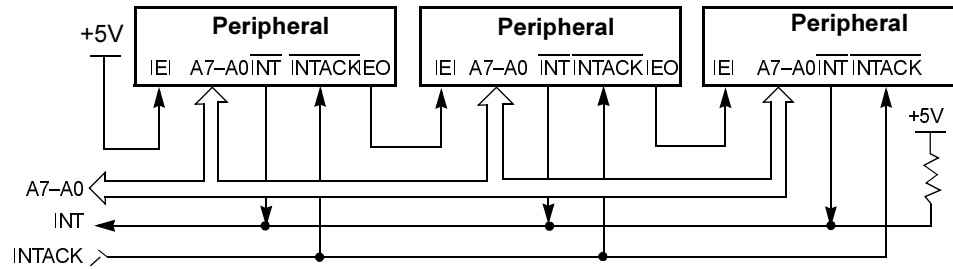 Peripheral Peripheral Peripheral
+5V
IEI A7–A0 INT INTACK IEO IEI A7–A0 INT INTACK IEO IEI A7–A0 INT INTACK
+5V
A7–A0
INT
INTACK